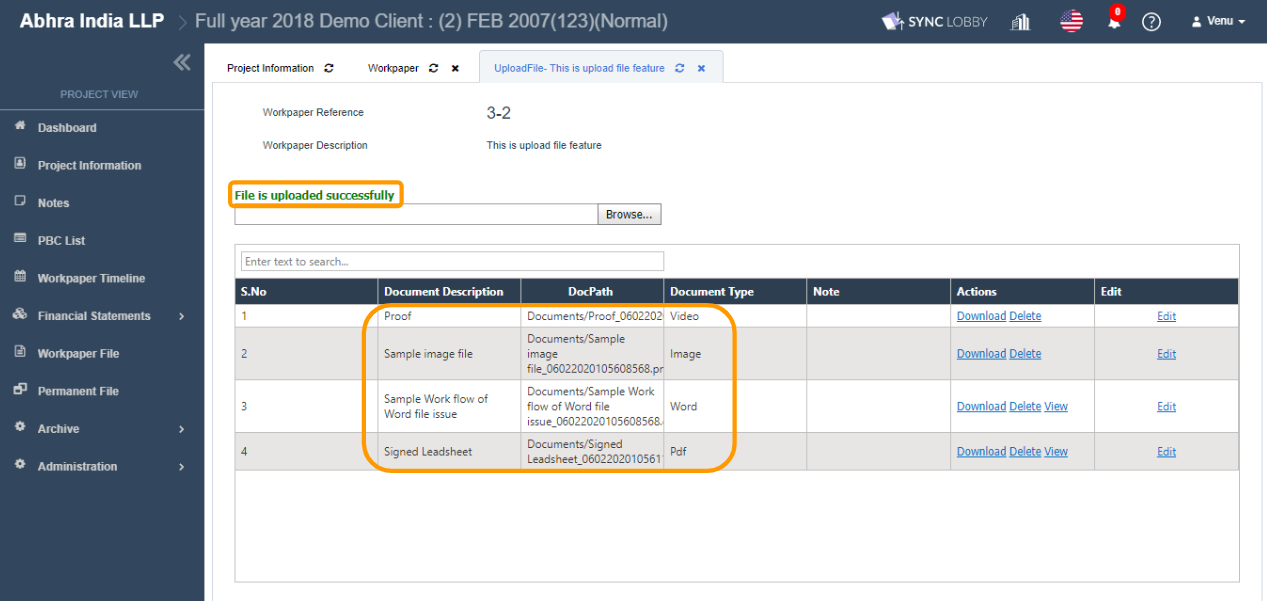 Abhra India LLP > Full year 2018 Demo Client : (2) FEB 2007(123)(Normal)
SYNC LOBBY
0
Venu
PROJECT VIEW
Dashboard
Project Information
Notes
PBC List
Workpaper Timeline
Financial Statements
Workpaper File
Permanent File
Archive
Administration
Project Information
Workpaper
UploadFile- This is upload file feature
Workpaper Reference 3-2
Workpaper Description This is upload file feature
File is uploaded successfully
Browse...
Enter text to search...
S.No Document Description DocPath Document Type Note Actions Edit
1 Proof Documents/Proof_060220 Video Download Delete Edit
2 Sample image file Documents/Sample
image
file_06022020105608568.pr
Image Download Delete Edit
3 Sample Work flow of
Word file issue
Documents/Sample Work
flow of Word file
issue_06022020105608568.
Word Download Delete View Edit
4 Signed Leadsheet Documents/Signed
Leadsheet_0602202010561
Pdf Download Delete View Edit